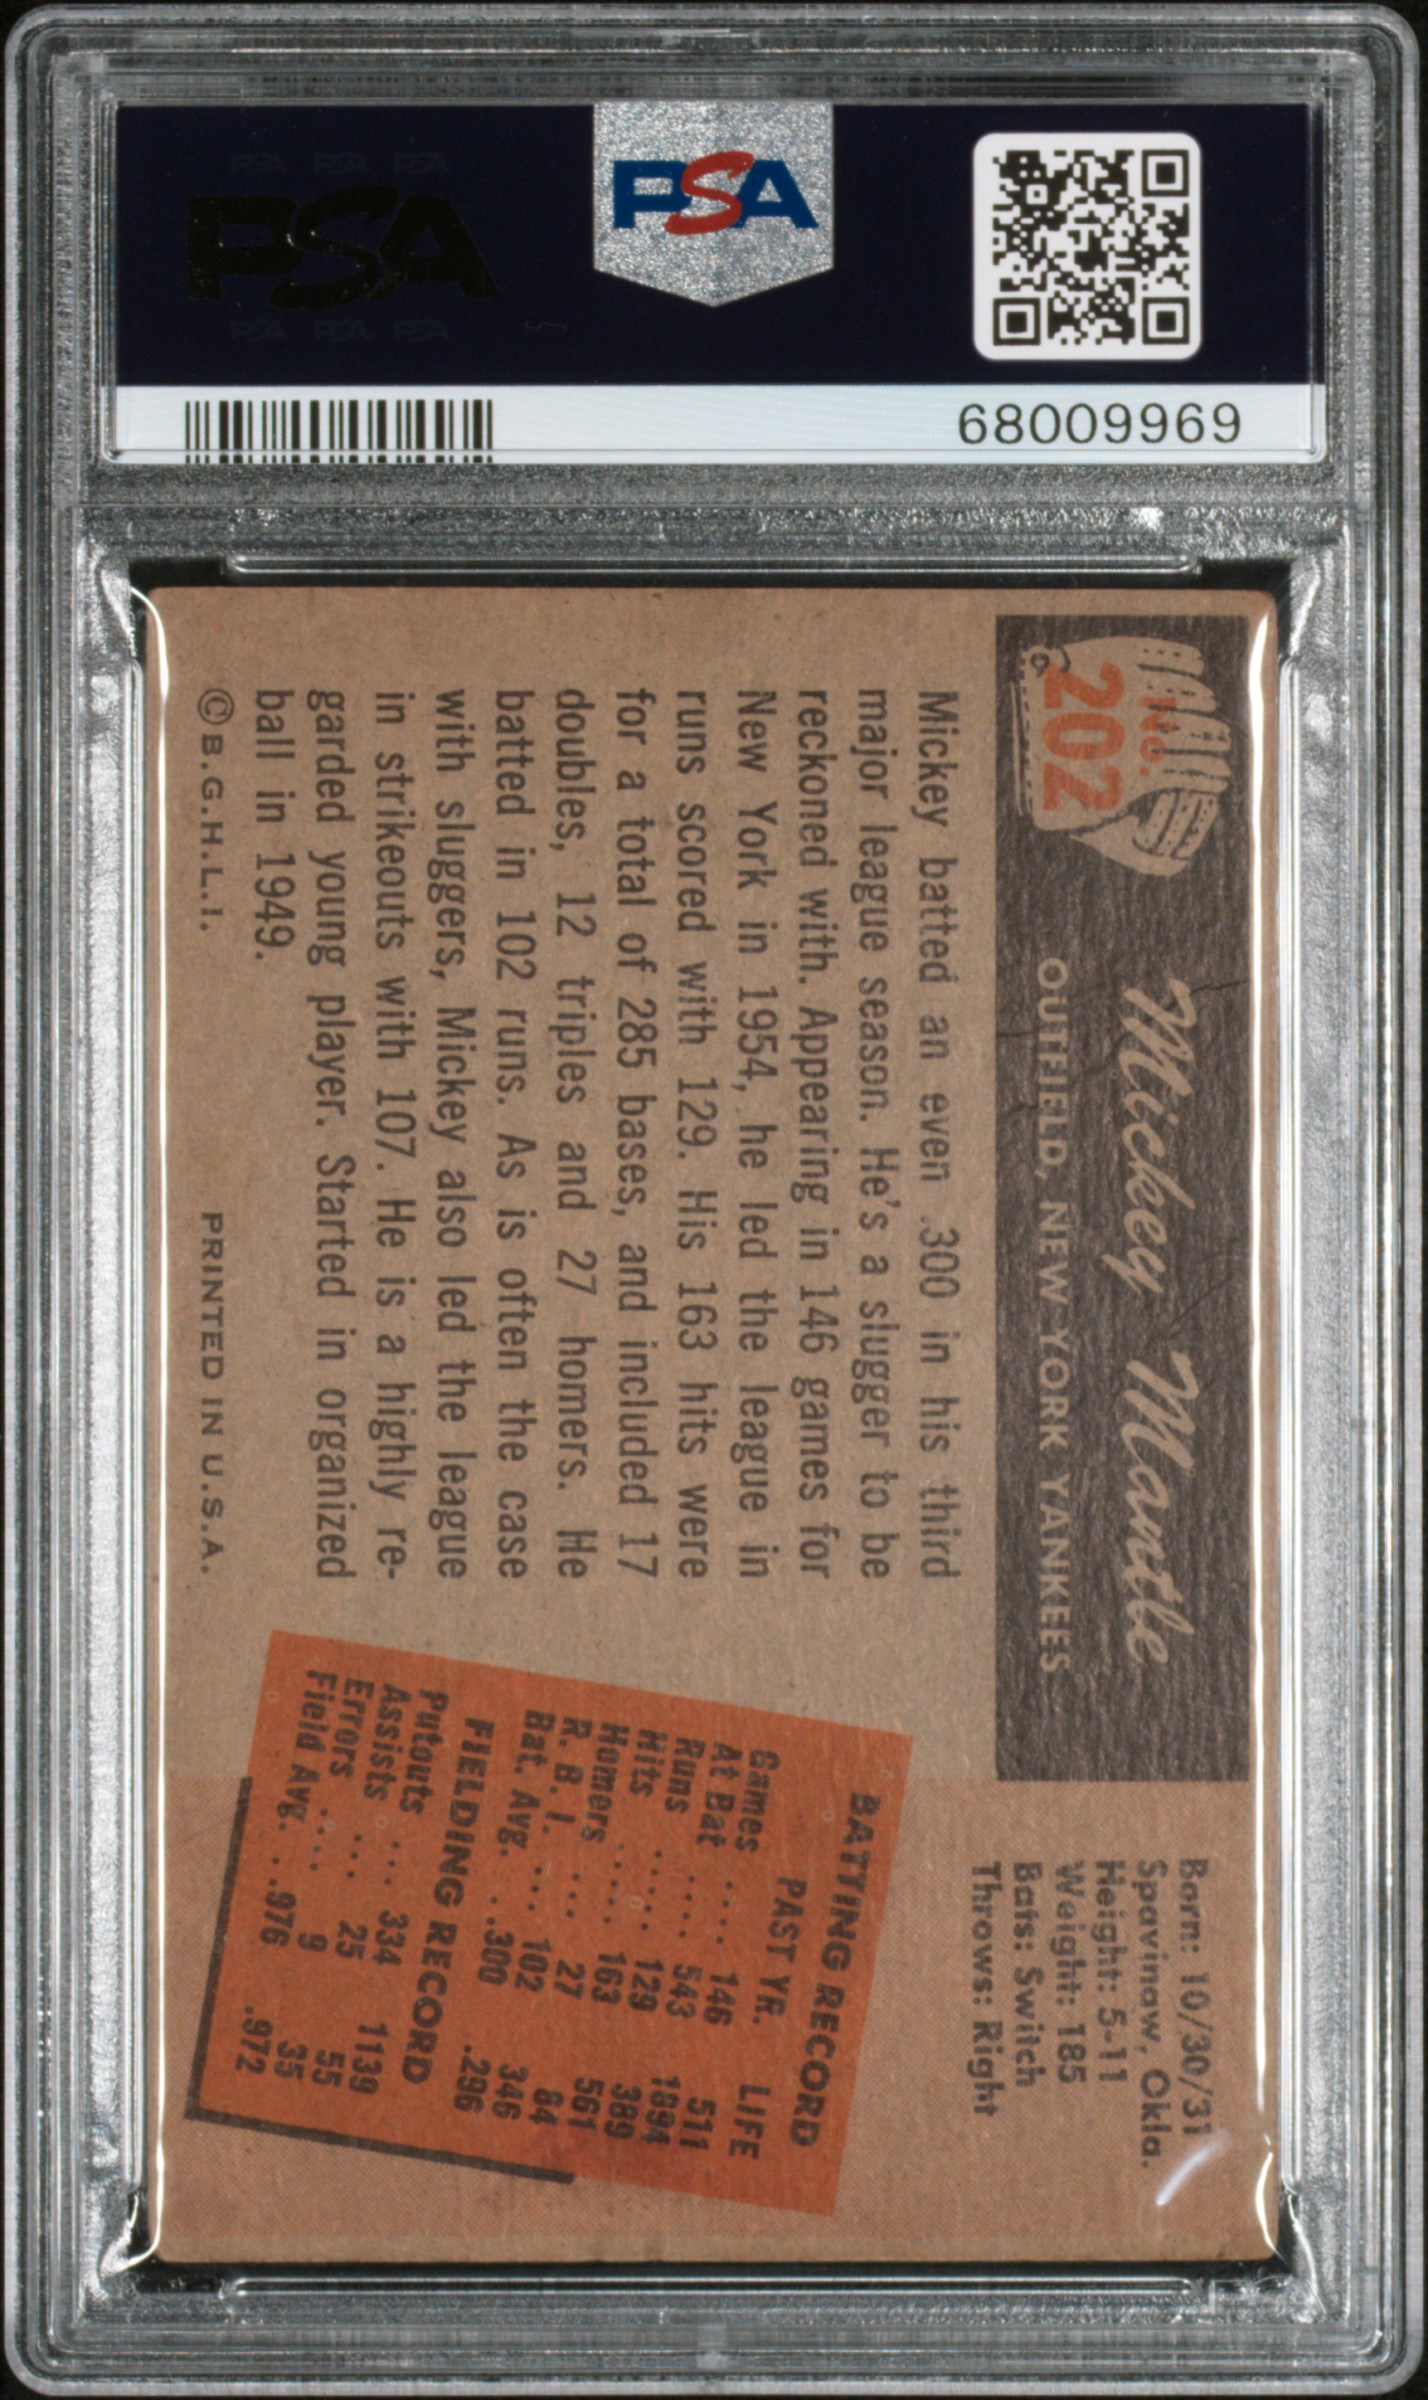 PSA PSA PSA
PSA
PSA PSA PSA
PSA
68009969
No.
202
Mickey Mantle
OUTFIELD, NEW YORK YANKEES
Born: 10/30/31
Spavinaw, Okla.
Height: 5-11
Weight: 185
Bats: Switch
Throws: Right
Mickey batted an even .300 in his third
major league season. He's a slugger to be
reckoned with. Appearing in 146 games for
New York in 1954, he led the league in
runs scored with 129. His 163 hits were
for a total of 285 bases, and included 17
doubles, 12 triples and 27 homers. He
batted in 102 runs. As is often the case
with sluggers, Mickey also led the league
in strikeouts with 107. He is a highly re-
garded young player. Started in organized
ball in 1949.
© B.G.H.L.I. PRINTED IN U.S.A.
BATTING RECORD
PAST YR. LIFE
Games .... 146 511
At Bat .... 543 1894
Runs .... 129 389
Hits ..... 163 561
Homers ..... 27 84
R. B. I. ... 102 346
Bat. Avg. ... .300 .296
FIELDING RECORD
Putouts ... 334 1139
Assists ... 25 55
Errors .... 9 35
Field Avg. . .976 .972